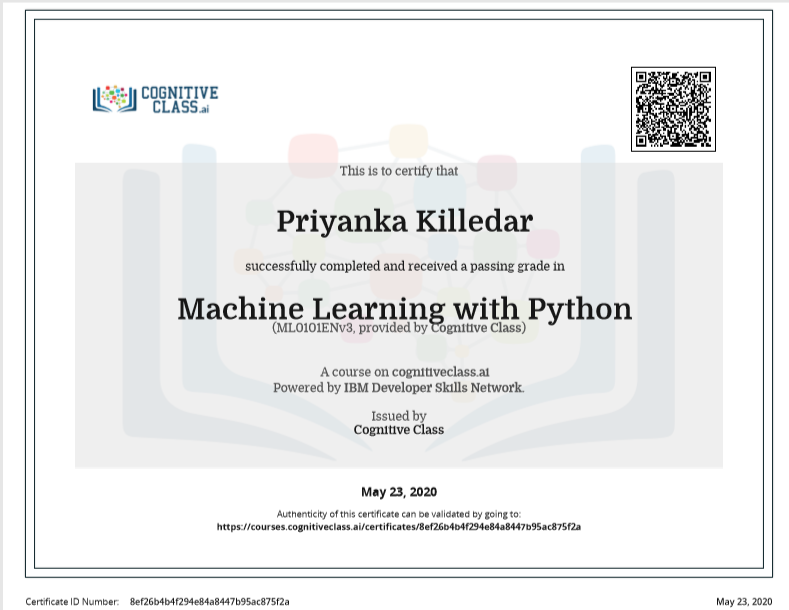 COGNITIVE
CLASS.ai
This is to certify that
Priyanka Killedar
successfully completed and received a passing grade in
Machine Learning with Python
(ML0101ENv3, provided by Cognitive Class)
A course on cognitiveclass.ai
Powered by IBM Developer Skills Network.
Issued by
Cognitive Class
May 23, 2020
Authenticity of this certificate can be validated by going to:
https://courses.cognitiveclass.ai/certificates/8ef26b4b4f294e84a8447b95ac875f2a
Certificate ID Number: 8ef26b4b4f294e84a8447b95ac875f2a
May 23, 2020